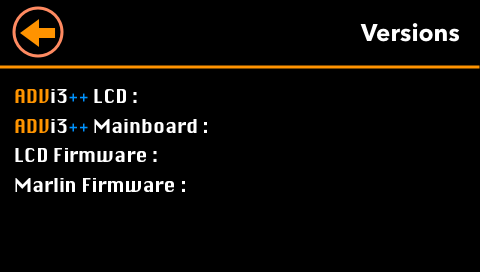 Versions
ADVi3++ LCD :
ADVi3++ Mainboard :
LCD Firmware :
Marlin Firmware :